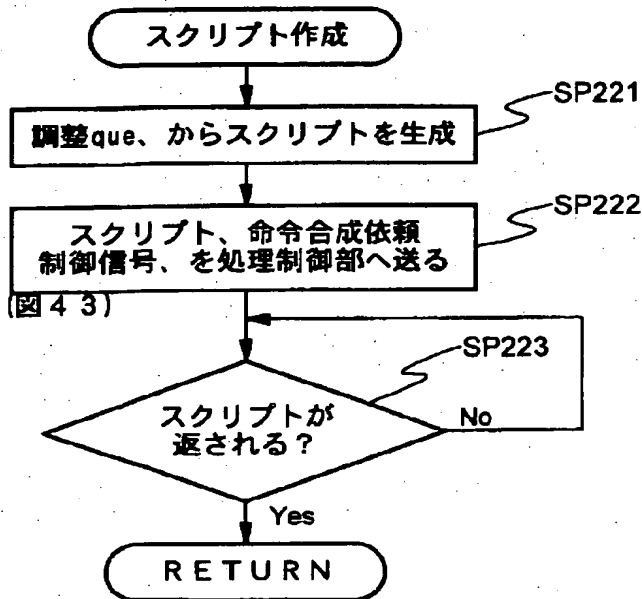 スクリプト作成
SP221
調整que、からスクリプトを生成
SP222
スクリプト、命令合成依頼
制御信号、を処理制御部へ送る
(図43)
SP223
スクリプトが
返される?
No
Yes
RETURN